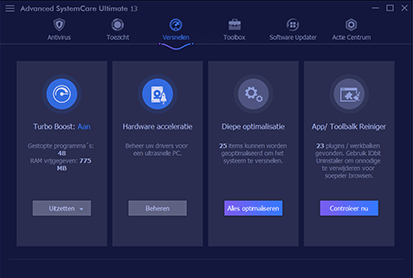 Advanced SystemCare Ultimate 13
Antivirus Toezicht Versnellen Toolbox Software Updater Actie Centrum
Turbo Boost: Aan
Gestopte programma's:
48
RAM vrijgegeven: 775
MB
Uitzetten
Hardware acceleratie
Beheer uw drivers voor
een ultrasnelle PC.
Beheren
Diepe optimalisatie
25 items kunnen worden
geoptimaliseerd om het
systeem te versnellen.
Alles optimaliseren
App/ Toolbalk Reiniger
23 plugins / werkbalken
gevonden. Gebruik IObit
Uninstaller om onnodige
te verwijderen voor
soepeler browsen.
Controleer nu